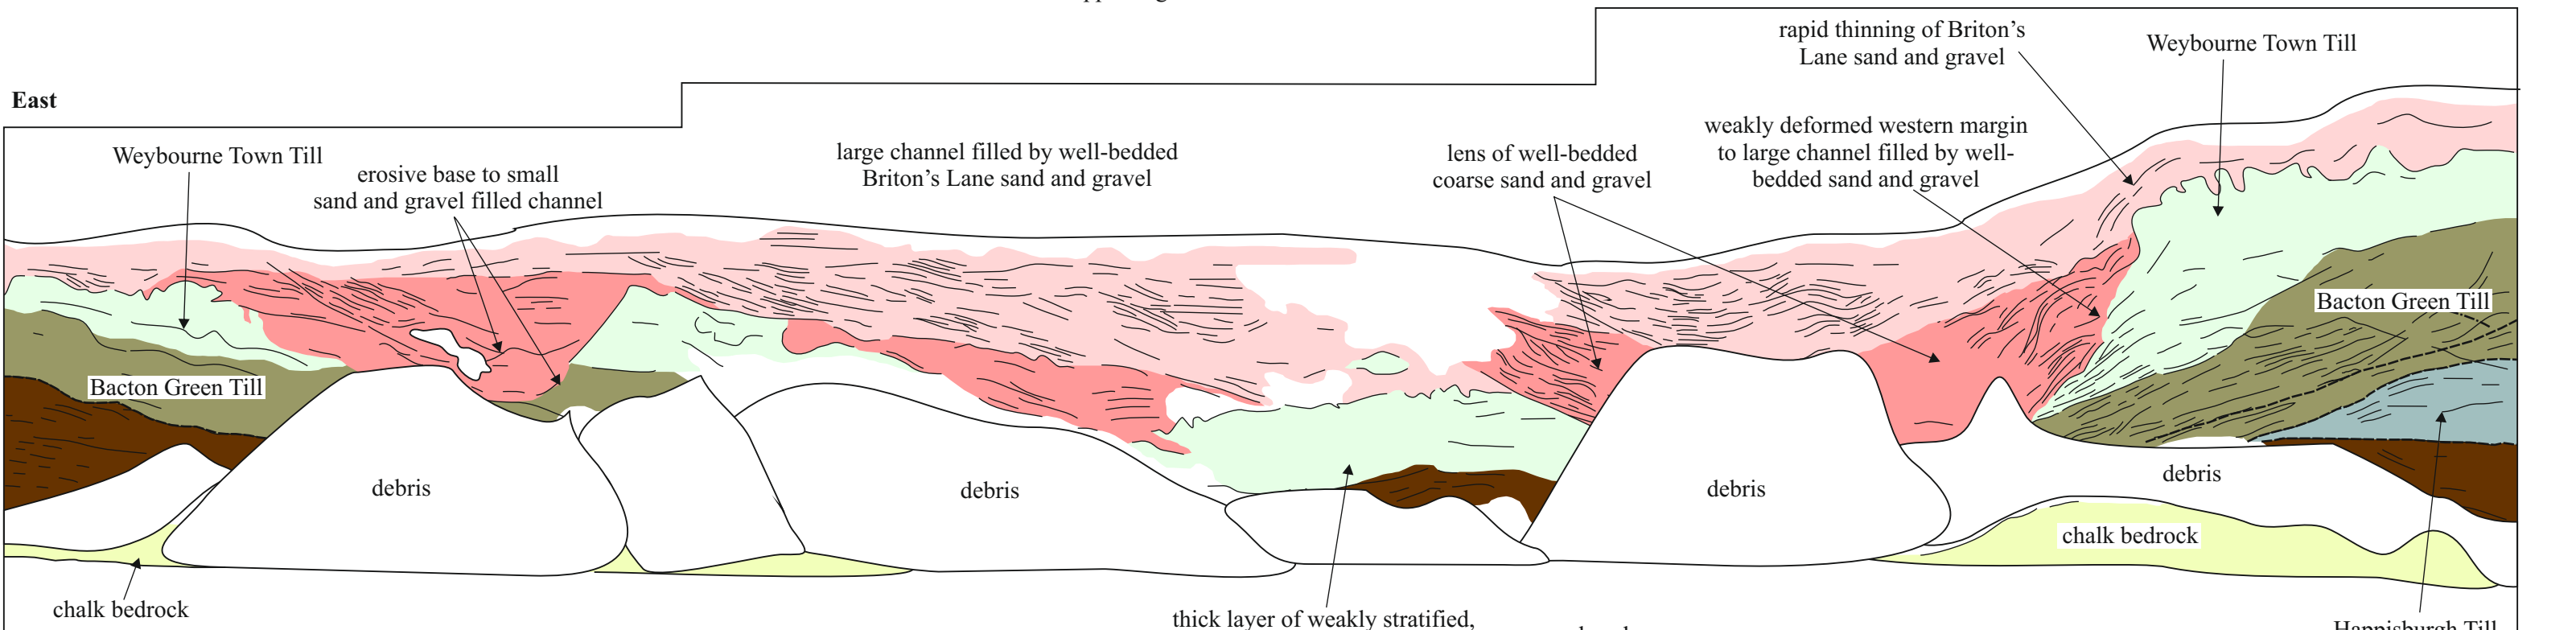 East
Weybourne Town Till
erosive base to small
sand and gravel filled channel
large channel filled by well-bedded
Briton’s Lane sand and gravel
lens of well-bedded
coarse sand and gravel
rapid thinning of Briton’s
Lane sand and gravel
weakly deformed western margin
to large channel filled by well-
bedded sand and gravel
Weybourne Town Till
Bacton Green Till
Bacton Green Till
debris
debris
debris
debris
chalk bedrock
chalk bedrock
thick layer of weakly stratified,
Happisburgh Till